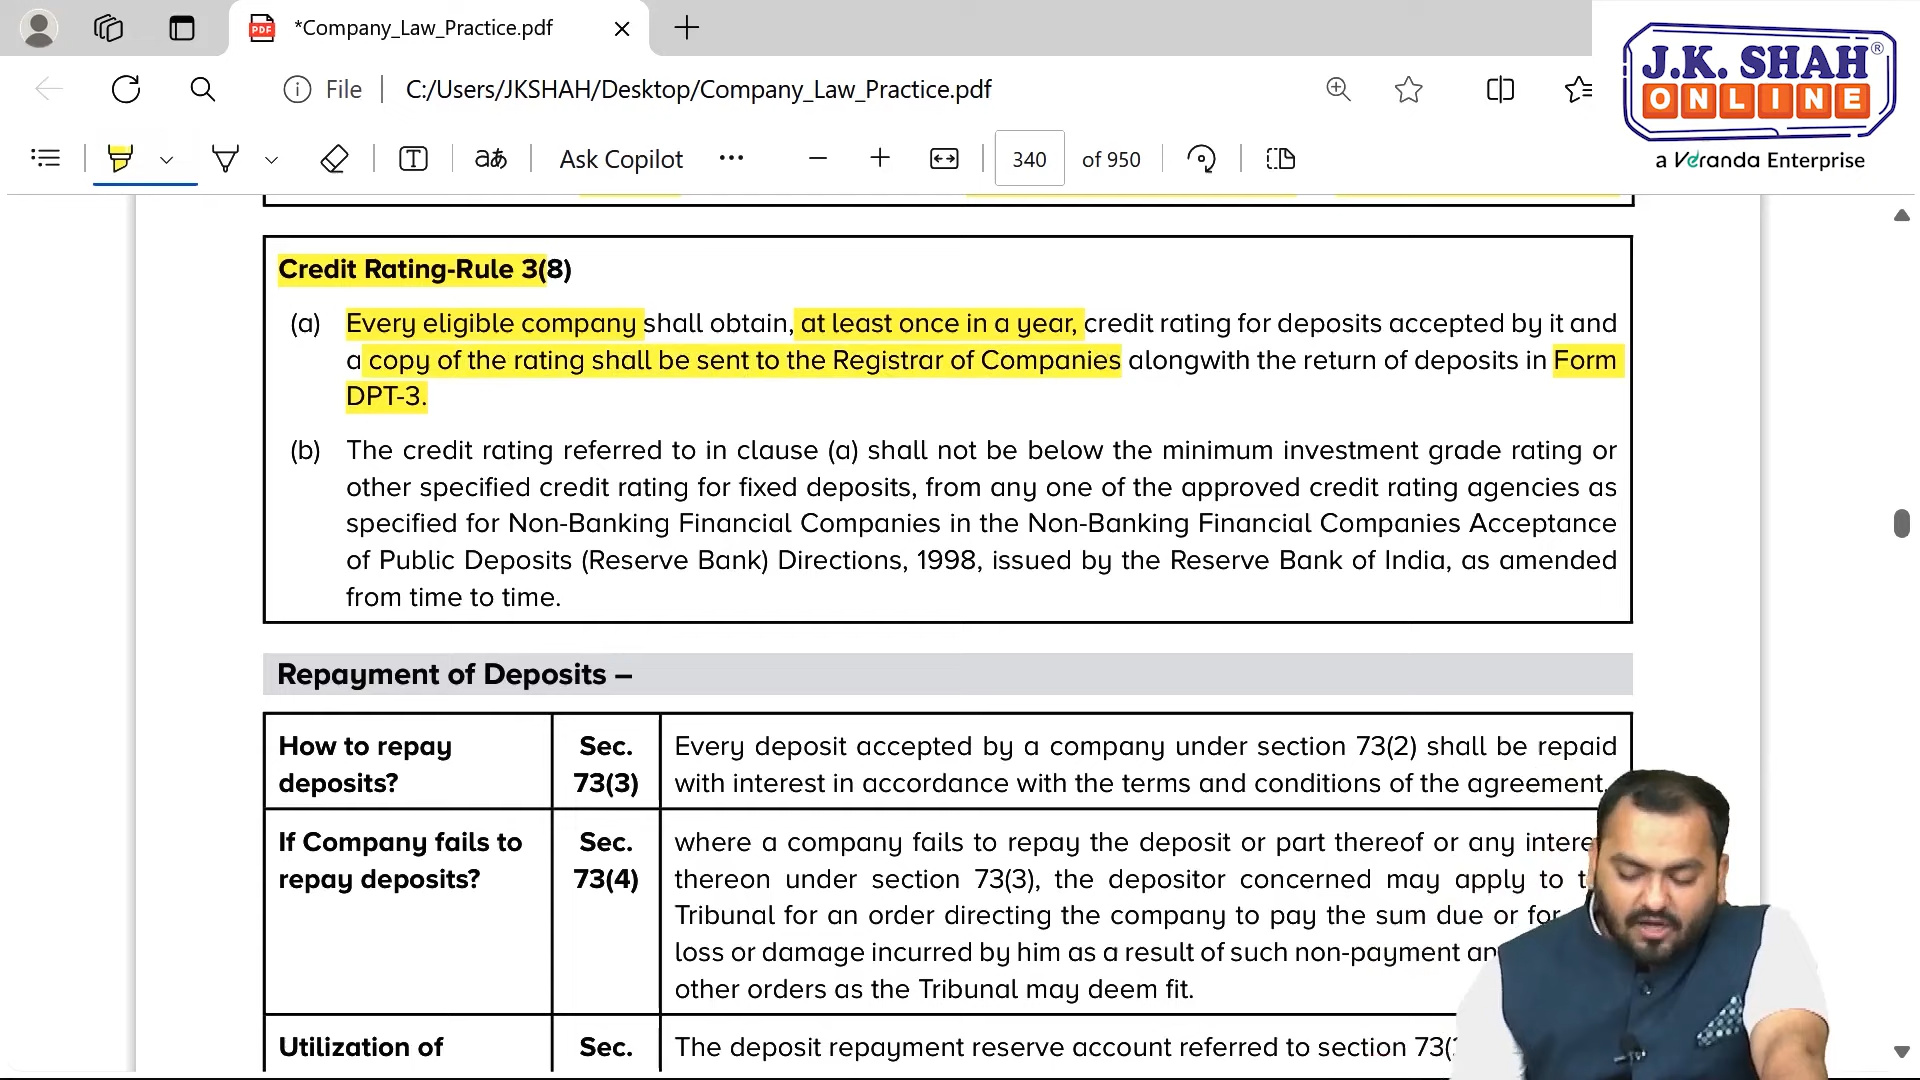 *Company_Law_Practice.pdf
File
C:/Users/JKSHAH/Desktop/Company_Law_Practice.pdf
J.K. SHAH®
ONLINE
a Veranda Enterprise
Ask Copilot
340 of 950
Credit Rating-Rule 3(8)
(a) Every eligible company shall obtain, at least once in a year, credit rating for deposits accepted by it and
a copy of the rating shall be sent to the Registrar of Companies alongwith the return of deposits in Form
DPT-3.
(b) The credit rating referred to in clause (a) shall not be below the minimum investment grade rating or
other specified credit rating for fixed deposits, from any one of the approved credit rating agencies as
specified for Non-Banking Financial Companies in the Non-Banking Financial Companies Acceptance
of Public Deposits (Reserve Bank) Directions, 1998, issued by the Reserve Bank of India, as amended
from time to time.
Repayment of Deposits –
How to repay
deposits?
Sec.
73(3)
Every deposit accepted by a company under section 73(2) shall be repaid
with interest in accordance with the terms and conditions of the agreement.
If Company fails to
repay deposits?
Sec.
73(4)
where a company fails to repay the deposit or part thereof or any
thereon under section 73(3), the depositor concerned may apply to
Tribunal for an order directing the company to pay the sum due or for
loss or damage incurred by him as a result of such non-payment
other orders as the Tribunal may deem fit.
Utilization of
Sec.
The deposit repayment reserve account referred to section 73(